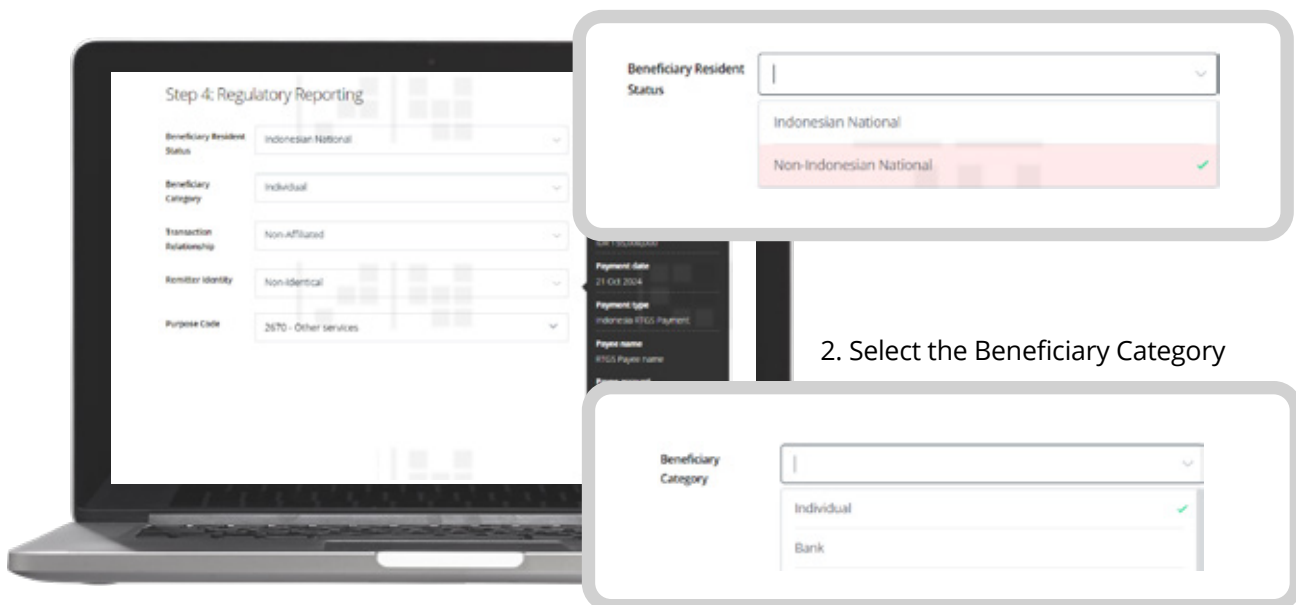 Step 4: Regulatory Reporting
Beneficiary Resident
Status
Indonesian National
Beneficiary
Category
Individual
Transaction
Relationship
Non-Affiliated
Remitter Identity
Non-Identical
Purpose Code
2670 - Other services
Payment date
21 Oct 2024
Payment type
Indonesia RTGS Payment
Payee name
RTGS Payee name
Beneficiary Resident
Status
Indonesian National
Non-Indonesian National
2. Select the Beneficiary Category
Beneficiary
Category
Individual
Bank